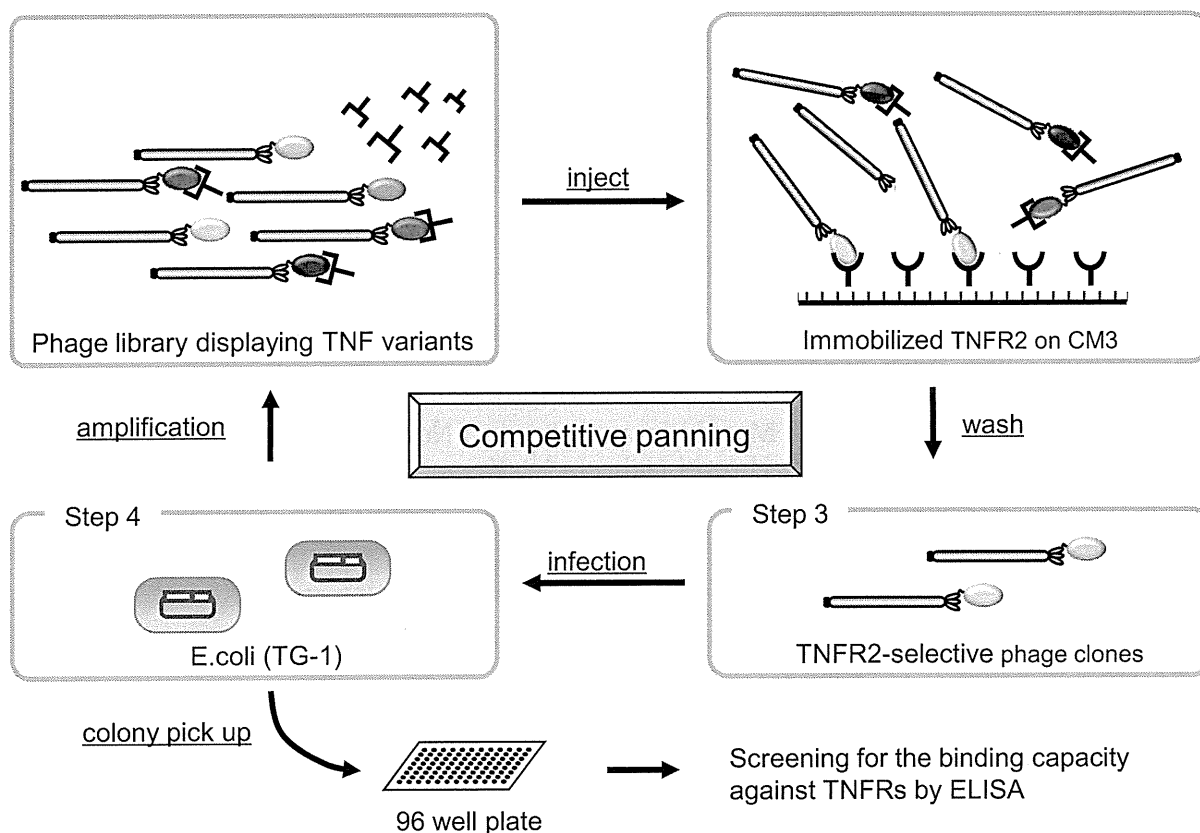 Phage library displaying TNF variants
inject
Immobilized TNFR2 on CM3
wash
Competitive panning
amplification
Step 3
TNFR2-selective phage clones
infection
Step 4
E.coli (TG-1)
colony pick up
96 well plate
Screening for the binding capacity
against TNFRs by ELISA